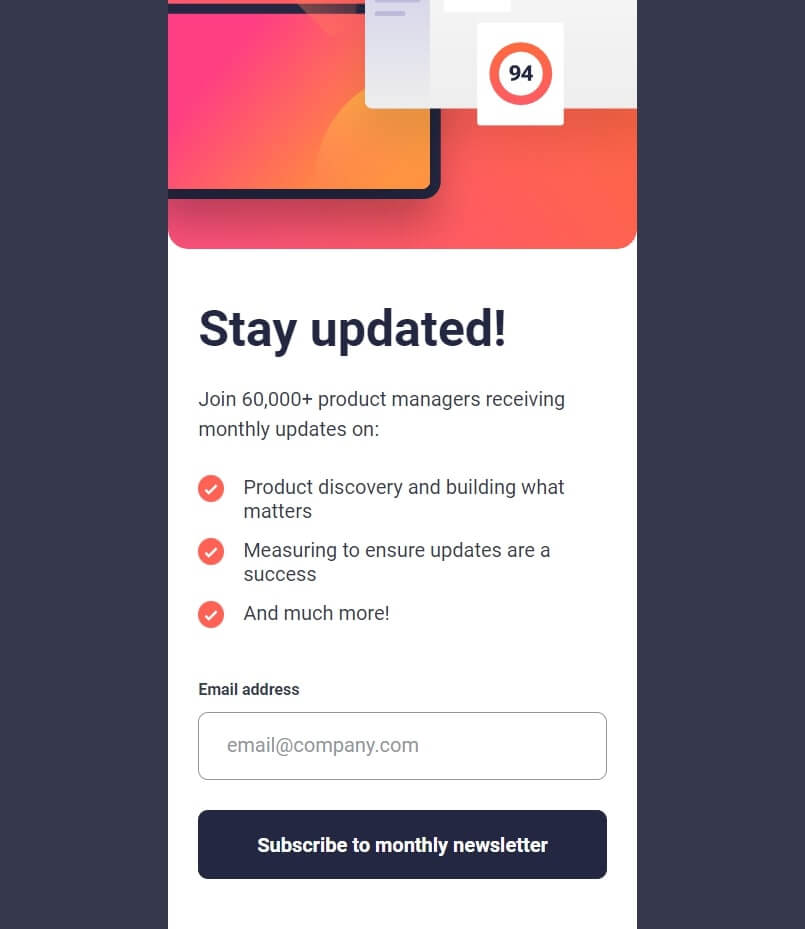 94
Stay updated!
Join 60,000+ product managers receiving
monthly updates on:
Product discovery and building what
matters
Measuring to ensure updates are a
success
And much more!
Email address
email@company.com
Subscribe to monthly newsletter